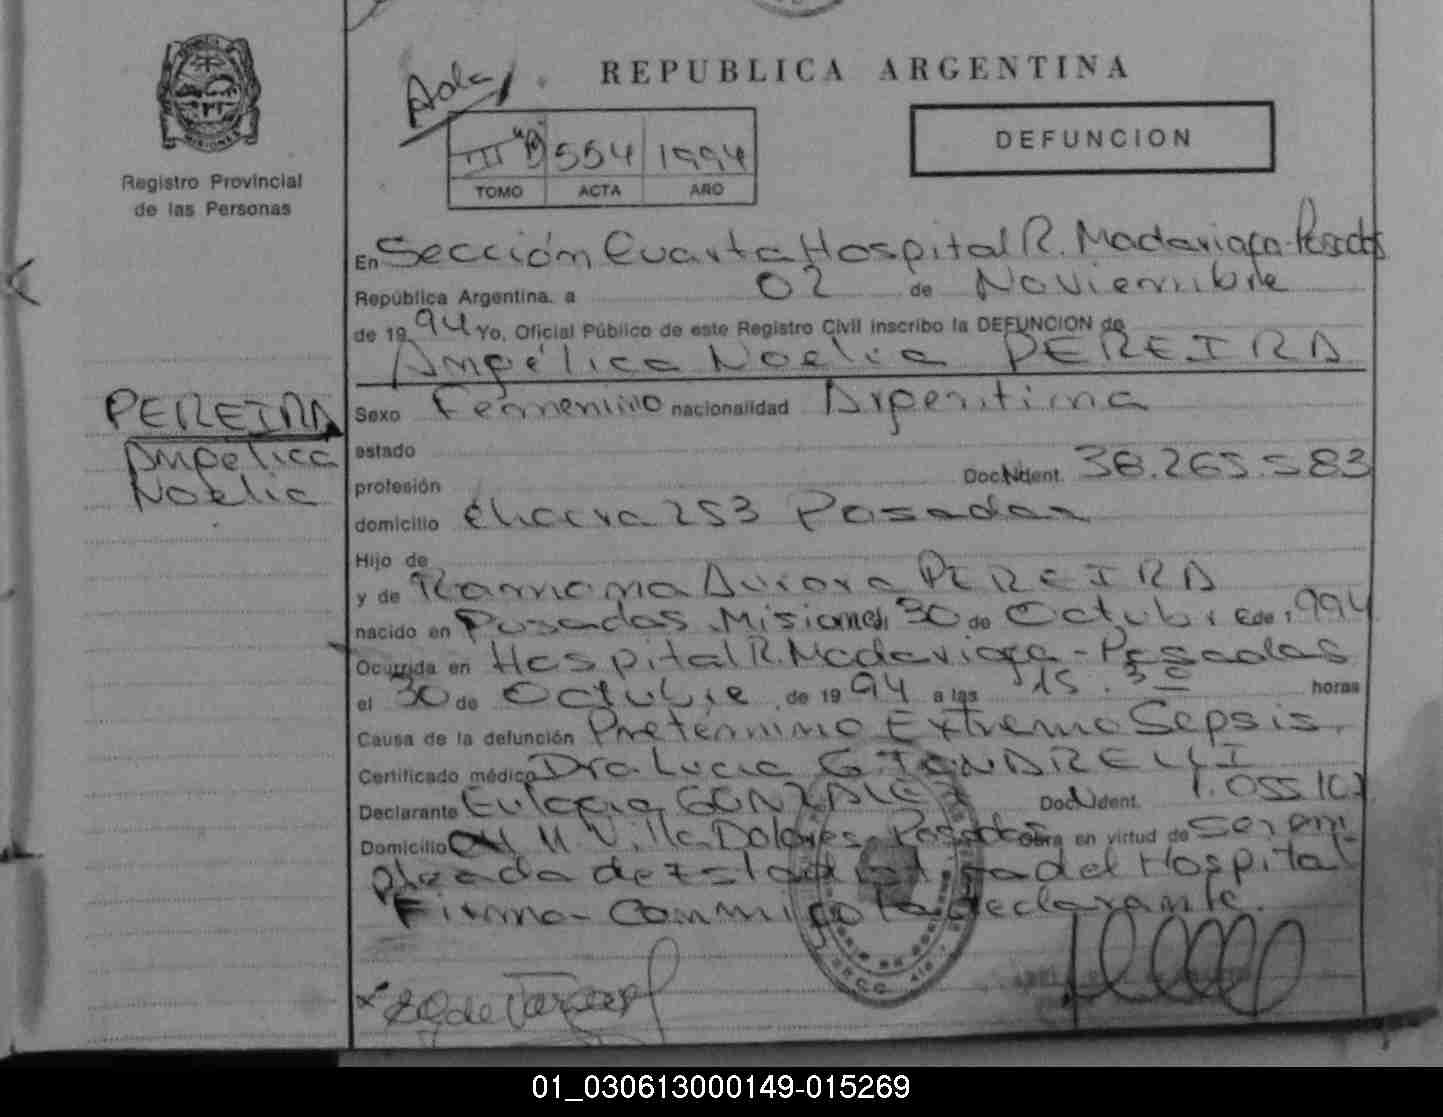 REPUBLICA ARGENTINA
Adela
DEFUNCION
III "B" 554 1994
TOMO ACTA AÑO
MISIONES
Registro Provincial
de las Personas
En Sección Cuarta Hospital R. Madariaga-Posadas
República Argentina. a 02 de Noviembre
de 1994 Yo, Oficial Público de este Registro Civil inscribo la DEFUNCION de
Angélica Noelia PEREIRA
PEREIRA
Angelica
Noelia
Sexo Femenino nacionalidad Argentina
estado
profesión Doc. Ident. 38.265.583
domicilio Chacra 253 Posadas
Hijo de
y de Ramona Aurora PEREIRA
nacido en Posadas Misiones, 30 de Octubre de 1994
Ocurrida en Hospital R. Madariaga-Posadas
el 30 de Octubre de 1994 a las 15.30 horas
Causa de la defunción Pretérmino Extremo Sepsis.
Certificado médico Dra Lucia
Declarante Eulogia GONZALEZ Doc. Ident. 1.055.10
Domicilio Villa Dolores Posadas Obra en virtud de ser em
pleada de del Hospital
Firma Conmigo la declarante.
01_030613000149-015269